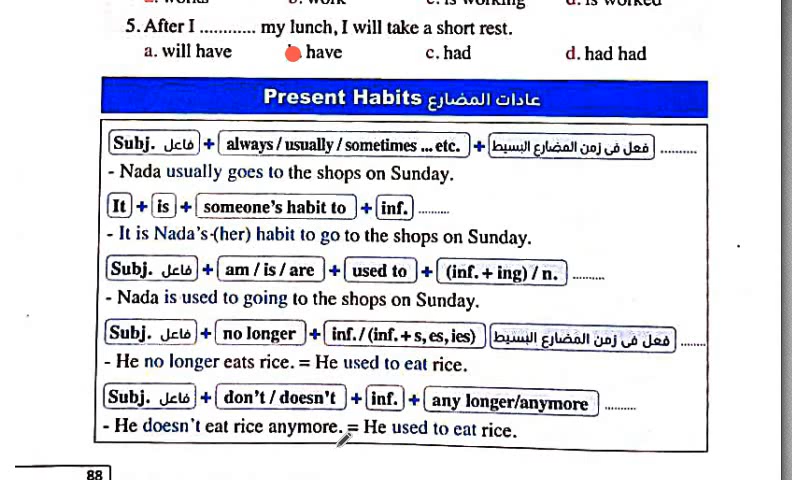 a. works b. work c. is working d. is worked
5. After I ............ my lunch, I will take a short rest.
a. will have b. have c. had d. had had
Present Habits عادات المضارع
Subj. فاعل + always / usually / sometimes ... etc. + فعل فى زمن المضارع البسيط ..........
- Nada usually goes to the shops on Sunday.
It + is + someone's habit to + inf. .........
- It is Nada's (her) habit to go to the shops on Sunday.
Subj. فاعل + am / is / are + used to + (inf. + ing) / n. .........
- Nada is used to going to the shops on Sunday.
Subj. فاعل + no longer + inf. / (inf. + s, es, ies) فعل فى زمن المضارع البسيط .......
- He no longer eats rice. = He used to eat rice.
Subj. فاعل + don't / doesn't + inf. + any longer/anymore .........
- He doesn't eat rice anymore. = He used to eat rice.
88